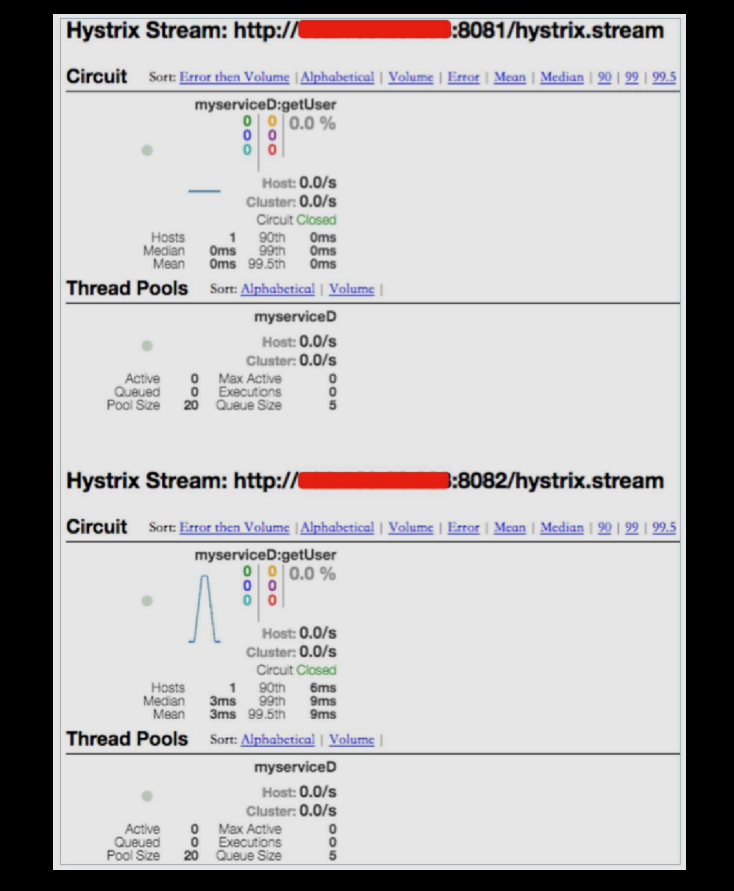 Hystrix Stream: http:// :8081/hystrix.stream
Circuit Sort: Error then Volume | Alphabetical | Volume | Error | Mean | Median | 90 | 99 | 99.5
myserviceD:getUser
0 0 0.0 %
0 0
0 0
Host: 0.0/s
Cluster: 0.0/s
Circuit Closed
Hosts 1 90th 0ms
Median 0ms 99th 0ms
Mean 0ms 99.5th 0ms
Thread Pools Sort: Alphabetical | Volume |
myserviceD
Host: 0.0/s
Cluster: 0.0/s
Active 0 Max Active 0
Queued 0 Executions 0
Pool Size 20 Queue Size 5
Hystrix Stream: http:// :8082/hystrix.stream
Circuit Sort: Error then Volume | Alphabetical | Volume | Error | Mean | Median | 90 | 99 | 99.5
myserviceD:getUser
0 0 0.0 %
0 0
0 0
Host: 0.0/s
Cluster: 0.0/s
Circuit Closed
Hosts 1 90th 6ms
Median 3ms 99th 9ms
Mean 3ms 99.5th 9ms
Thread Pools Sort: Alphabetical | Volume |
myserviceD
Host: 0.0/s
Cluster: 0.0/s
Active 0 Max Active 0
Queued 0 Executions 0
Pool Size 20 Queue Size 5